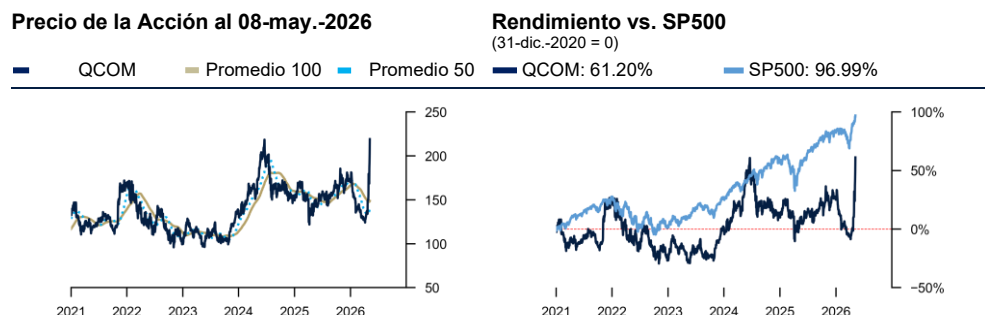 Precio de la Acción al 08-may.-2026
Rendimiento vs. SP500
(31-dic.-2020 = 0)
QCOM Promedio 100 Promedio 50
QCOM: 61.20% SP500: 96.99%
250
200
150
100
50
2021 2022 2023 2024 2025 2026
100%
50%
0%
−50%
2021 2022 2023 2024 2025 2026